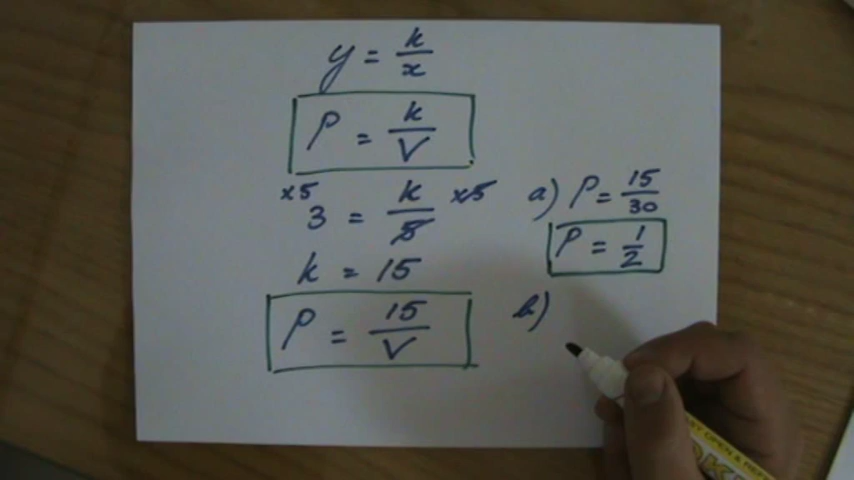 y = k/x
P = k/V
×5 3 = k/5 ×5
k = 15
P = 15/V
a) P = 15/30
P = 1/2
b)